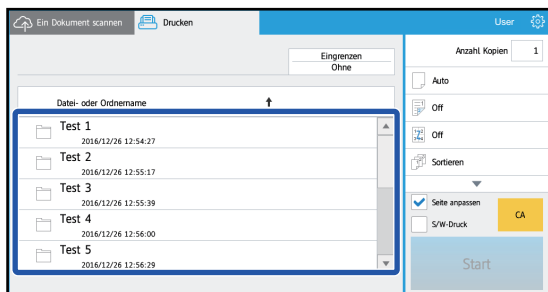 Ein Dokument scannen
Drucken
User
Eingrenzen
Ohne
Datei- oder Ordnername
Test 1
2016/12/26 12:54:27
Test 2
2016/12/26 12:55:17
Test 3
2016/12/26 12:55:39
Test 4
2016/12/26 12:56:00
Test 5
2016/12/26 12:56:29
Anzahl Kopien 1
Auto
Off
Off
Sortieren
Seite anpassen
S/W-Druck
CA
Start